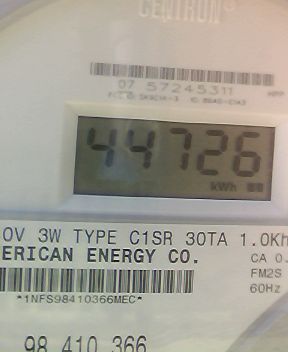 CENTRON®
07 57245311
44726
kWh
0V 3W TYPE C1SR 30TA 1.0Kh
ERICAN ENERGY CO.
CA 0.
FM2S
60Hz
*1NFS98410366MEC*
98 410 366